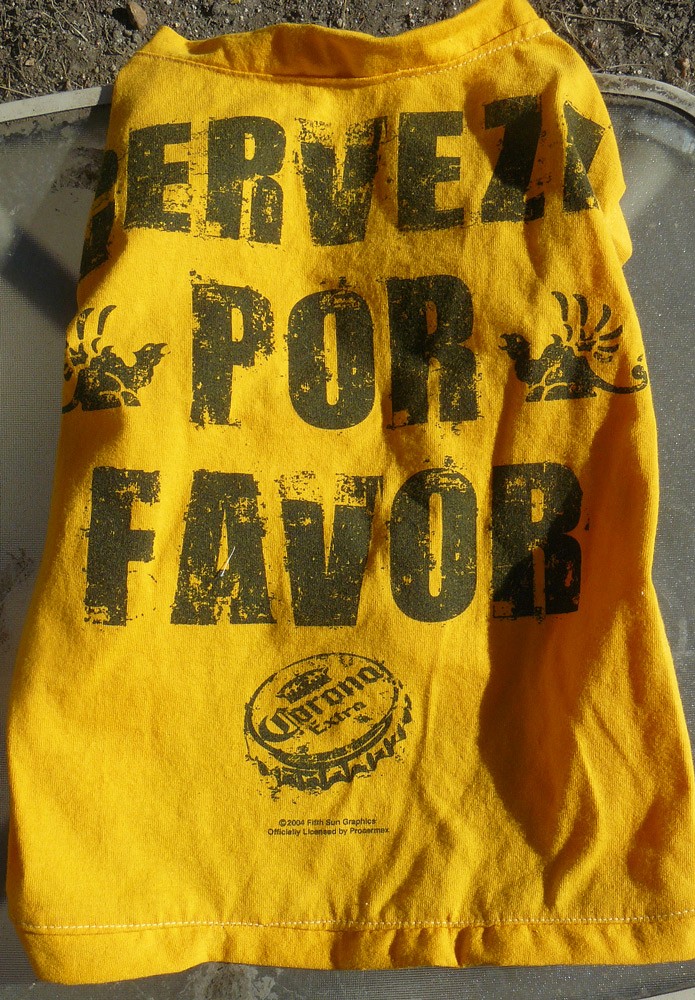 CERVEZA
POR
FAVOR
Corona
Extra
©2004 Fifth Sun Graphics
Officially Licensed by Procermex